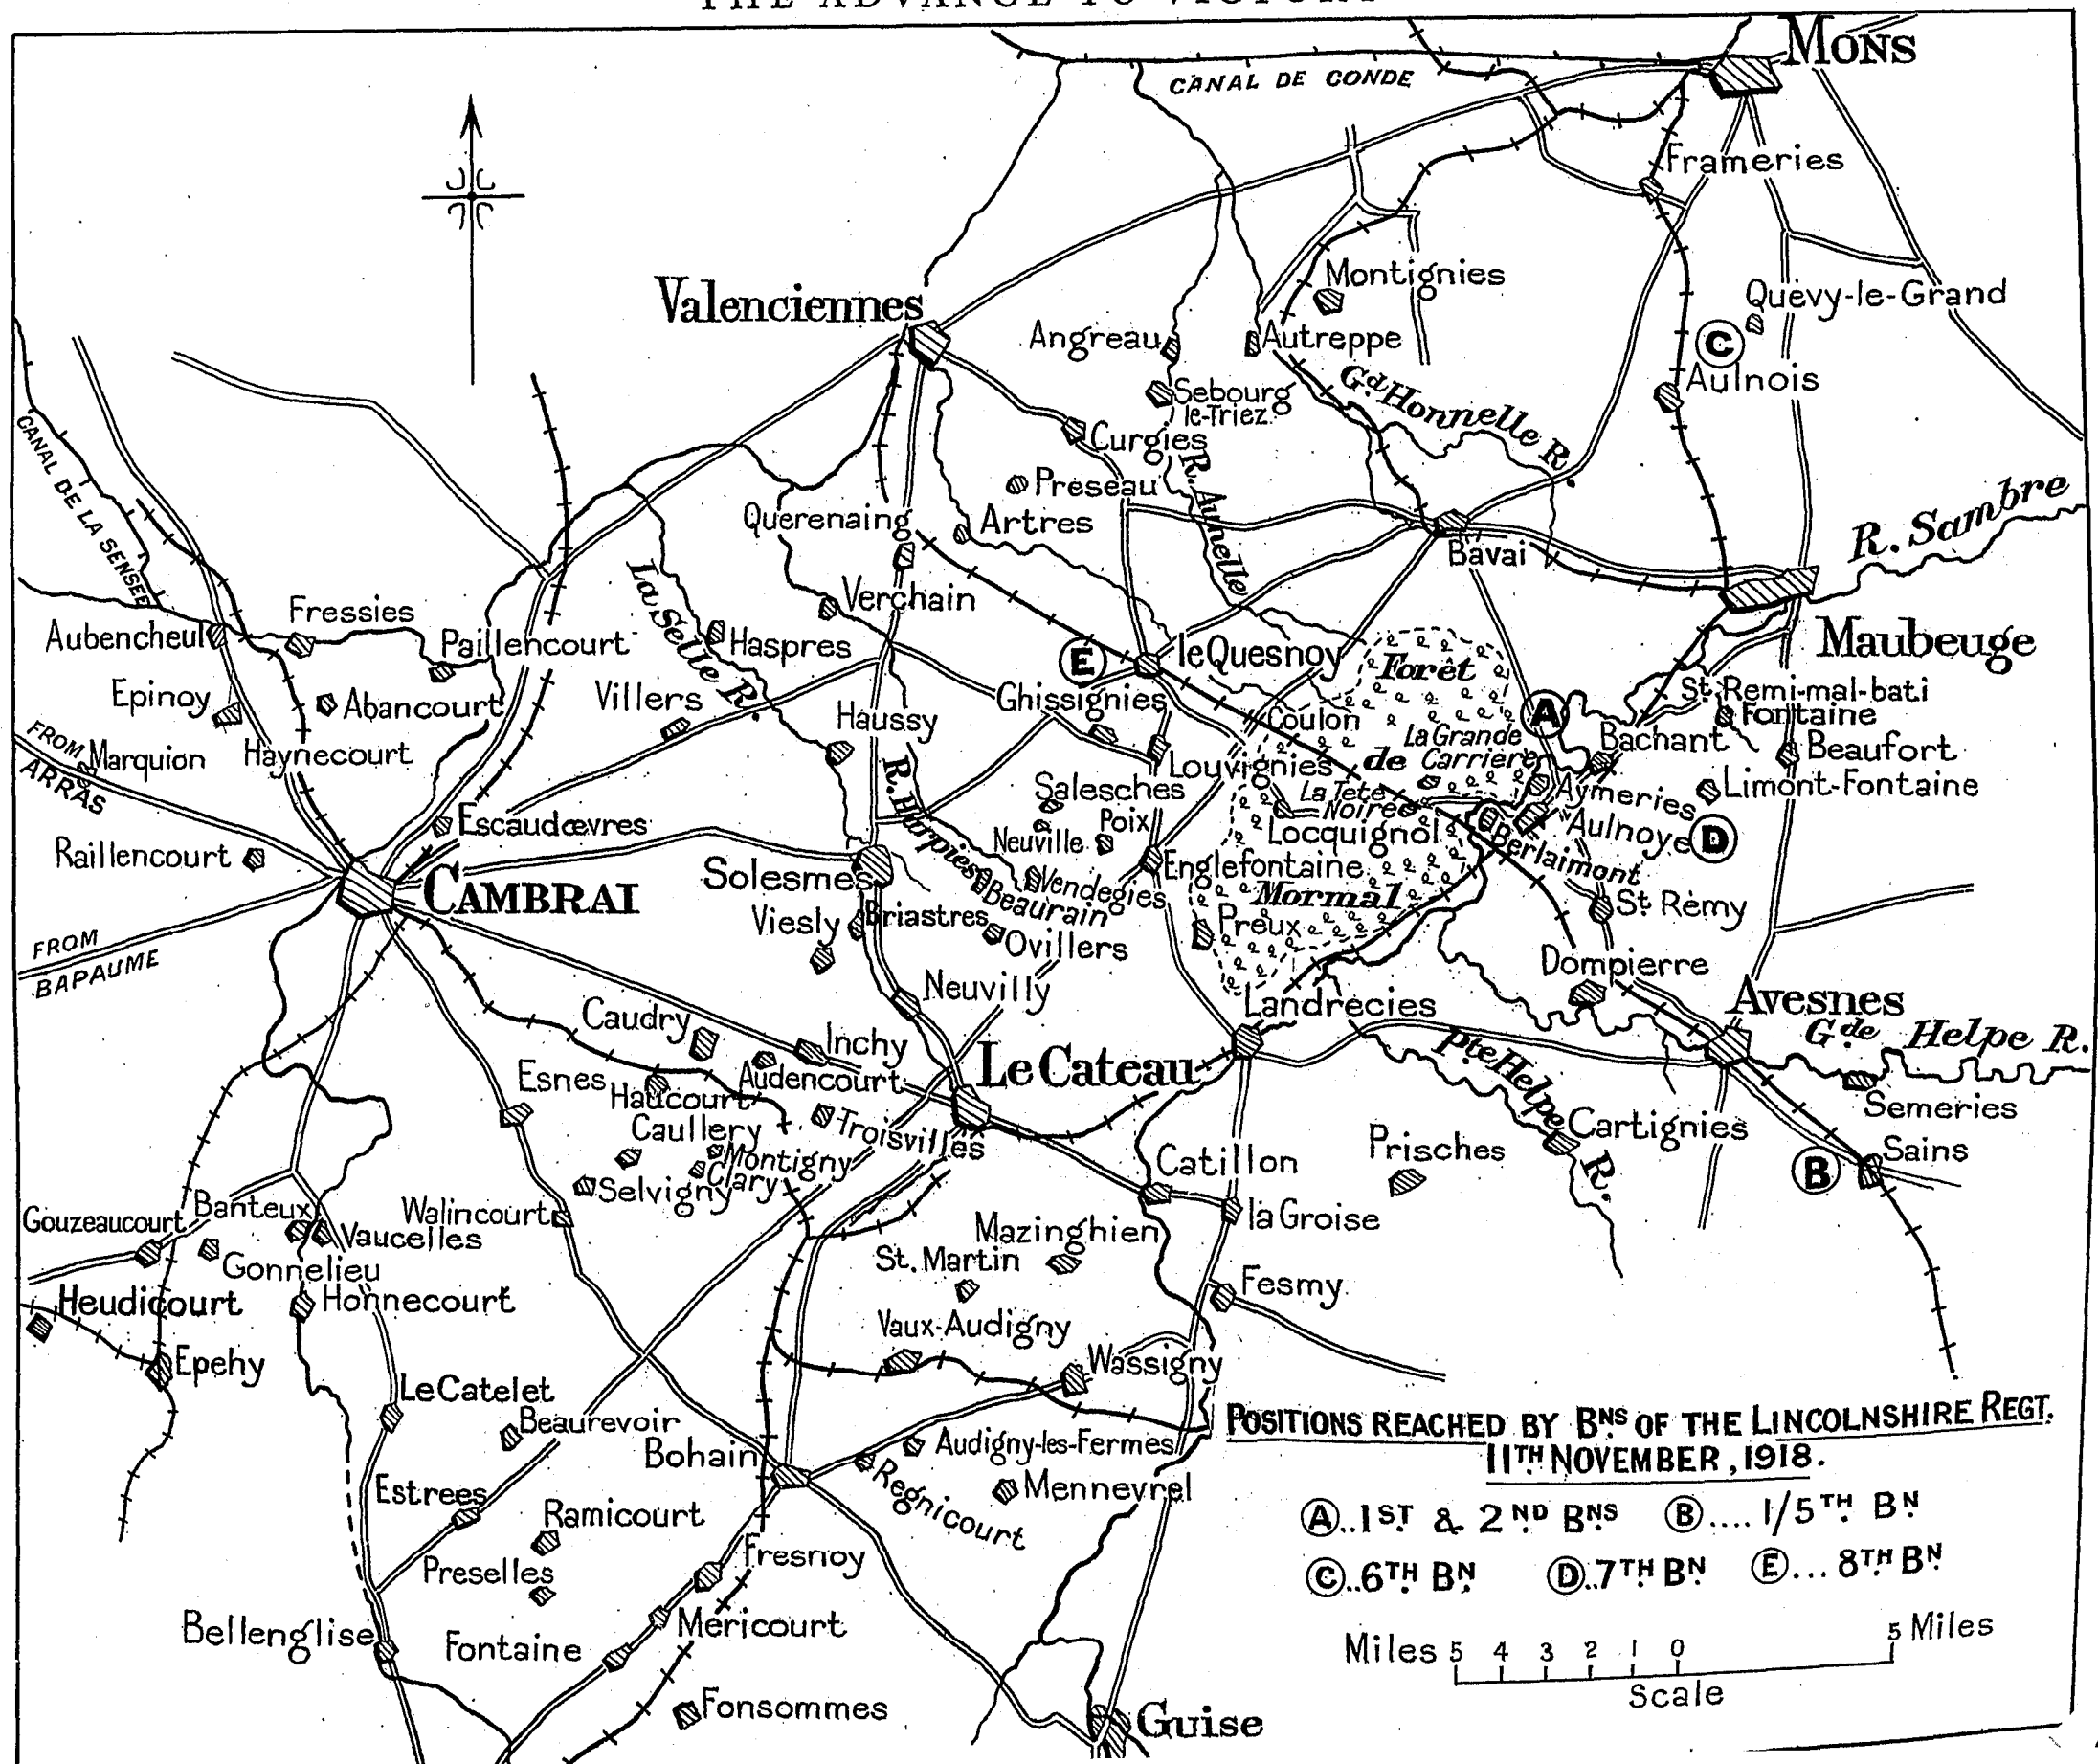 THE ADVANCE TO VICTORY
MONS
CANAL DE CONDE
Frameries
Montignies
Quévy-le-Grand
Valenciennes
Angreau
Autreppe
C
Aulnois
Sebourg
le-Triez
Gd Honnelle R.
Curgies
R. Aunelle
Preseau
CANAL DE LA SENSEE
Querenaing
Artres
Bavai
R. Sambre
La Selle R.
Verchain
Fressies
Aubencheul
Paillencourt
Haspres
Maubeuge
E
le Quesnoy
Forêt
Epinoy
Abancourt
Villers
Ghissignies
St. Remi-mal-bati
Haussy
Coulon
A
Fontaine
La Grande
Carriere
de
Bachant
FROM
ARRAS
Marquion
Haynecourt
Louvignies
Beaufort
R. Harpies
Salesches
La Tete
Noire
Aymeries
Limont-Fontaine
Escaudœvres
Neuville
Poix
Locquignol
Aulnoye
D
Berlaimont
Raillencourt
Solesmes
Englefontaine
CAMBRAI
Vendegies
Beaurain
Mormal
St Remy
Viesly
Briastres
Ovillers
Preux
FROM
BAPAUME
Dompierre
Neuvilly
Landrecies
Avesnes
Caudry
Inchy
Gde Helpe R.
Pte Helpe R.
Esnes
Audencourt
Le Cateau
Haucourt
Semeries
Caullery
Troisvilles
Cartignies
Montigny
Prisches
Sains
Clary
Catillon
B
Selvigny
Banteux
Walincourt
Gouzeaucourt
Vaucelles
Mazinghien
la Groise
Gonnelieu
St. Martin
Heudicourt
Honnecourt
Fesmy
Vaux-Audigny
Epehy
Wassigny
Le Catelet
Beaurevoir
Bohain
Audigny-les-Fermes
Regnicourt
Mennevrel
Estrees
Ramicourt
Fresnoy
Preselles
Mericourt
Bellenglise
Fontaine
Fonsommes
Guise
POSITIONS REACHED BY BNS OF THE LINCOLNSHIRE REGT.
11TH NOVEMBER, 1918.
A..1ST & 2ND BNS B.... 1/5TH BN
C..6TH BN D..7TH BN E... 8TH BN
Miles 5 4 3 2 1 0 5 Miles
Scale